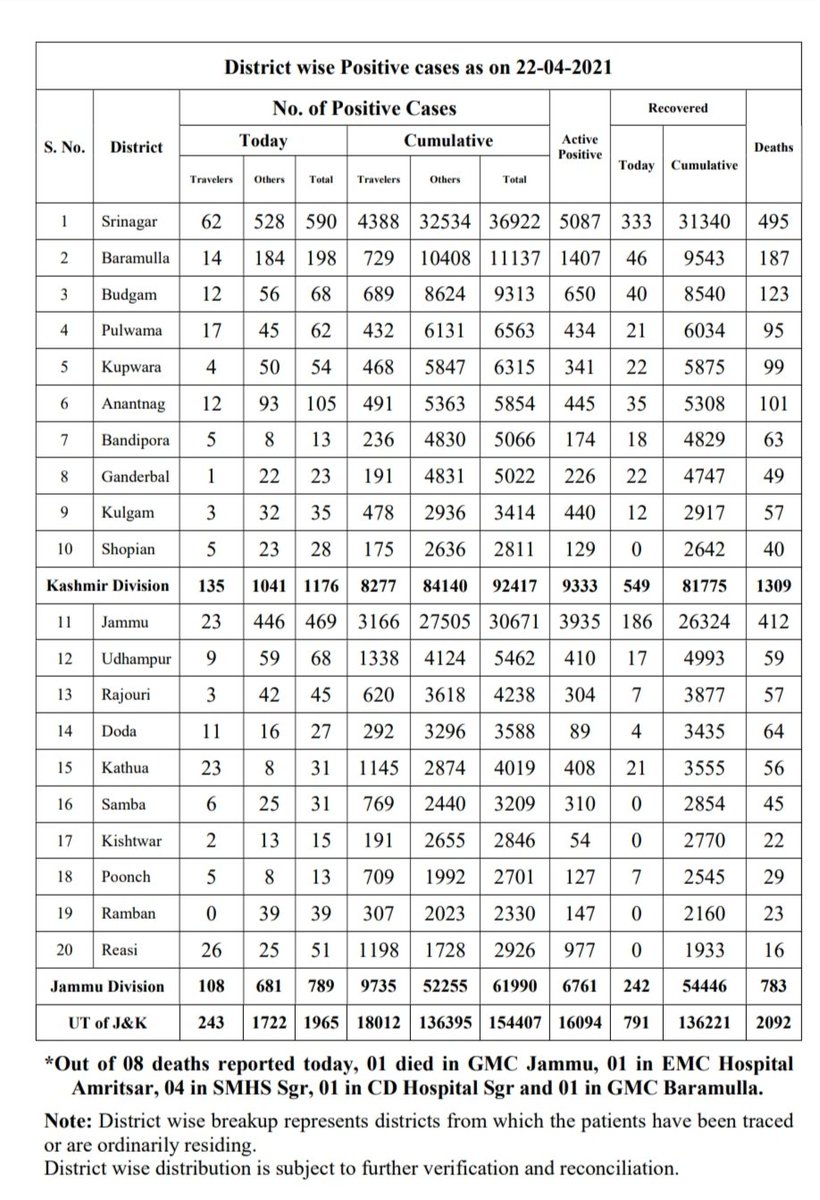 District wise Positive cases as on 22-04-2021
S. No. District No. of Positive Cases Active Positive Recovered Deaths
Today Cumulative Today Cumulative
Travelers Others Total Travelers Others Total
1 Srinagar 62 528 590 4388 32534 36922 5087 333 31340 495
2 Baramulla 14 184 198 729 10408 11137 1407 46 9543 187
3 Budgam 12 56 68 689 8624 9313 650 40 8540 123
4 Pulwama 17 45 62 432 6131 6563 434 21 6034 95
5 Kupwara 4 50 54 468 5847 6315 341 22 5875 99
6 Anantnag 12 93 105 491 5363 5854 445 35 5308 101
7 Bandipora 5 8 13 236 4830 5066 174 18 4829 63
8 Ganderbal 1 22 23 191 4831 5022 226 22 4747 49
9 Kulgam 3 32 35 478 2936 3414 440 12 2917 57
10 Shopian 5 23 28 175 2636 2811 129 0 2642 40
Kashmir Division 135 1041 1176 8277 84140 92417 9333 549 81775 1309
11 Jammu 23 446 469 3166 27505 30671 3935 186 26324 412
12 Udhampur 9 59 68 1338 4124 5462 410 17 4993 59
13 Rajouri 3 42 45 620 3618 4238 304 7 3877 57
14 Doda 11 16 27 292 3296 3588 89 4 3435 64
15 Kathua 23 8 31 1145 2874 4019 408 21 3555 56
16 Samba 6 25 31 769 2440 3209 310 0 2854 45
17 Kishtwar 2 13 15 191 2655 2846 54 0 2770 22
18 Poonch 5 8 13 709 1992 2701 127 7 2545 29
19 Ramban 0 39 39 307 2023 2330 147 0 2160 23
20 Reasi 26 25 51 1198 1728 2926 977 0 1933 16
Jammu Division 108 681 789 9735 52255 61990 6761 242 54446 783
UT of J&K 243 1722 1965 18012 136395 154407 16094 791 136221 2092
*Out of 08 deaths reported today, 01 died in GMC Jammu, 01 in EMC Hospital
Amritsar, 04 in SMHS Sgr, 01 in CD Hospital Sgr and 01 in GMC Baramulla.
Note: District wise breakup represents districts from which the patients have been traced
or are ordinarily residing.
District wise distribution is subject to further verification and reconciliation.